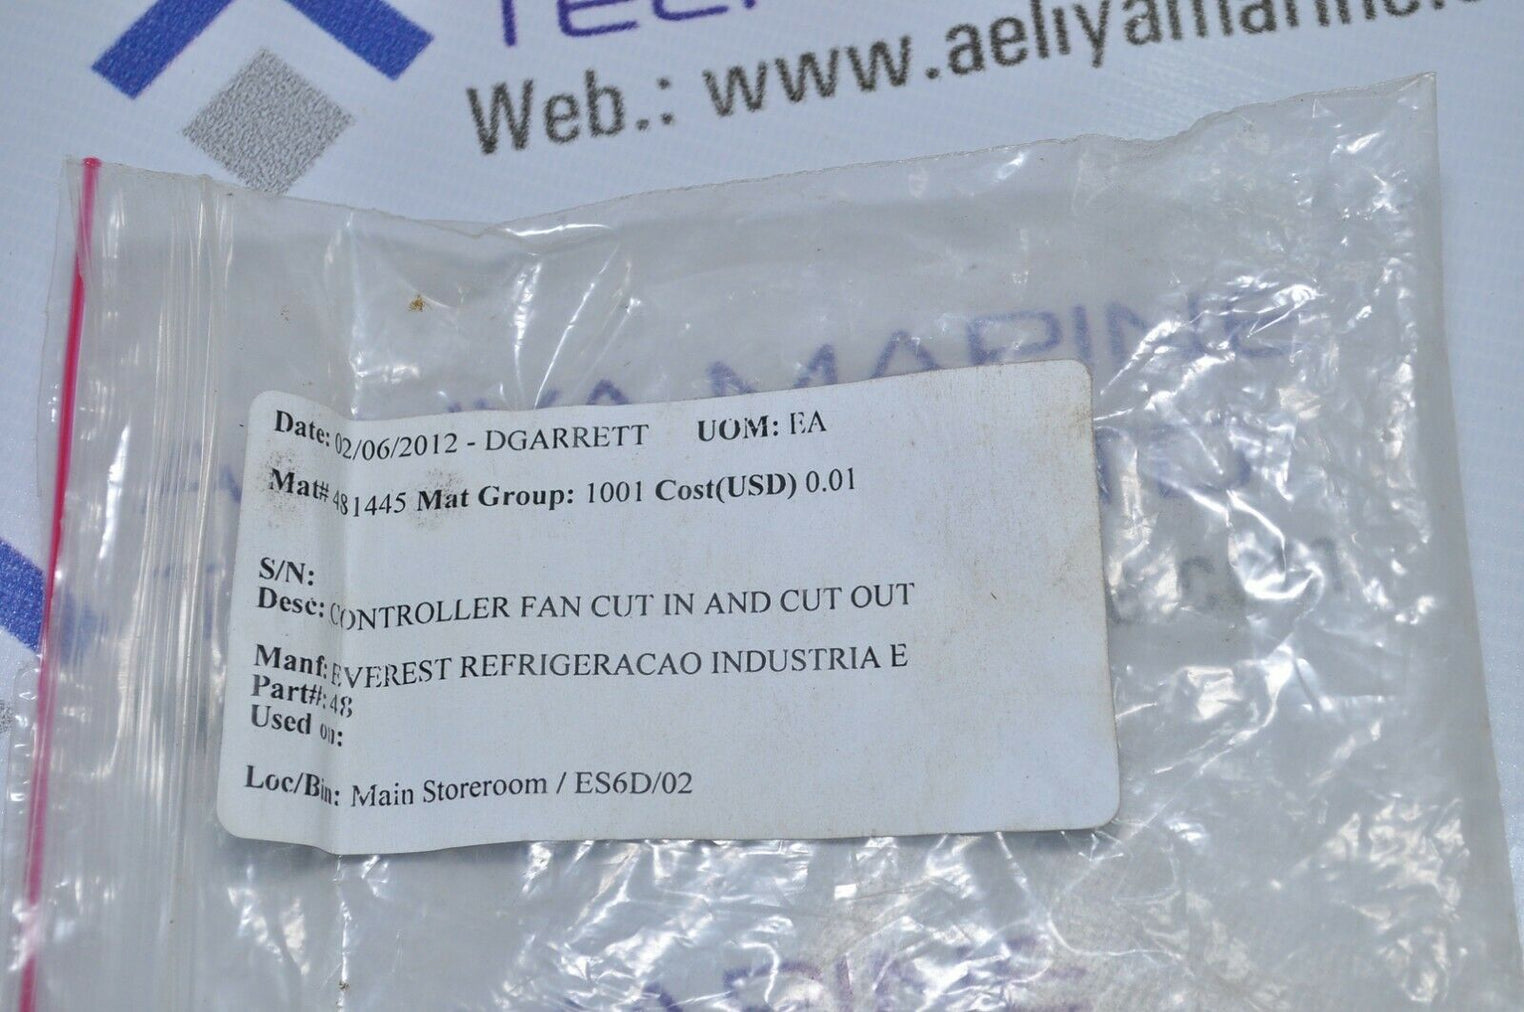 Web.: www.aeliyamarine.
Date: 02/06/2012 - DGARRETT UOM: EA
Mat# 481445 Mat Group: 1001 Cost(USD) 0.01
S/N:
Desc: CONTROLLER FAN CUT IN AND CUT OUT
Manf: EVEREST REFRIGERACAO INDUSTRIA E
Part#: 48
Used on:
Loc/Bin: Main Storeroom / ES6D/02
MARINE